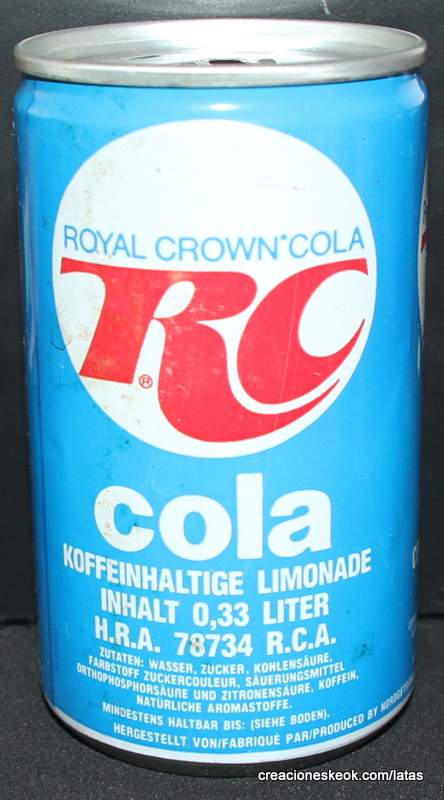 ROYAL CROWN* COLA
RC
®
cola
KOFFEINHALTIGE LIMONADE
INHALT 0,33 LITER
H.R.A. 78734 R.C.A.
ZUTATEN: WASSER, ZUCKER, KOHLENSÄURE,
FARBSTOFF ZUCKERCOULEUR, SÄUERUNGSMITTEL
ORTHOPHOSPHORSÄURE UND ZITRONENSÄURE, KOFFEIN,
NATÜRLICHE AROMASTOFFE.
MINDESTENS HALTBAR BIS: (SIEHE BODEN).
HERGESTELLT VON/FABRIQUÉ PAR/PRODUCED BY
creacioneskeok.com/latas